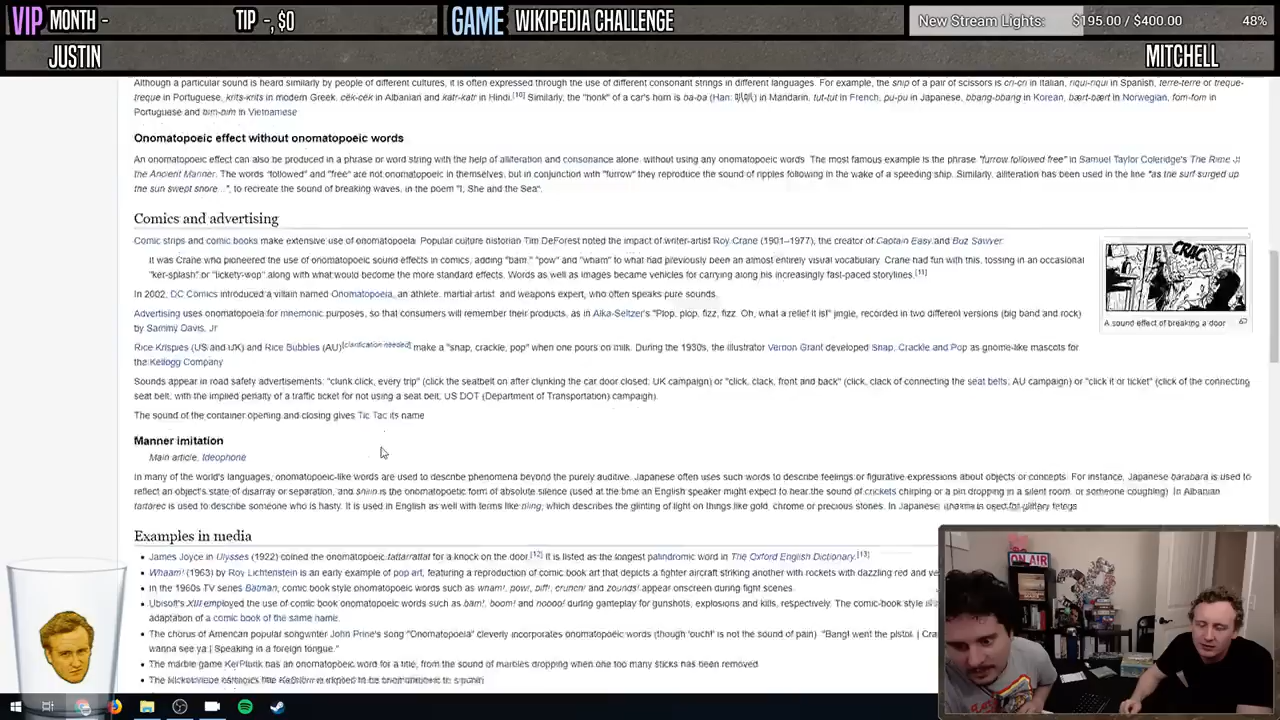 VIP MONTH -
TIP -, $0
GAME WIKIPEDIA CHALLENGE
New Stream Lights: $195.00 / $400.00 48%
JUSTIN
MITCHELL
Although a particular sound is heard similarly by people of different cultures, it is often expressed through the use of different consonant strings in different languages. For example, the snip of a pair of scissors is cri-cri in Italian, riqui-riqui in Spanish, terre-terre or treque-
treque in Portuguese, krits-krits in modern Greek, cëk-cëk in Albanian and katr-katr in Hindi.[10] Similarly, the "honk" of a car's horn is ba-ba (Han: 叭叭) in Mandarin, tut-tut in French, pu-pu in Japanese, bbang-bbang in Korean, bært-bært in Norwegian, fom-fom in
Portuguese and bim-bim in Vietnamese
Onomatopoeic effect without onomatopoeic words
An onomatopoeic effect can also be produced in a phrase or word string with the help of alliteration and consonance alone, without using any onomatopoeic words. The most famous example is the phrase "furrow followed free" in Samuel Taylor Coleridge's The Rime of
the Ancient Mariner. The words "followed" and "free" are not onomatopoeic in themselves, but in conjunction with "furrow" they reproduce the sound of ripples following in the wake of a speeding ship. Similarly, alliteration has been used in the line "as the surf surged up
the sun swept shore...", to recreate the sound of breaking waves, in the poem "I, She and the Sea".
Comics and advertising
Comic strips and comic books make extensive use of onomatopoeia. Popular culture historian Tim DeForest noted the impact of writer-artist Roy Crane (1901–1977), the creator of Captain Easy and Buz Sawyer:
It was Crane who pioneered the use of onomatopoeic sound effects in comics, adding "bam," "pow" and "wham" to what had previously been an almost entirely visual vocabulary. Crane had fun with this, tossing in an occasional
"ker-splash" or "lickety-wop" along with what would become the more standard effects. Words as well as images became vehicles for carrying along his increasingly fast-paced storylines.[11]
CRAC
A sound effect of breaking a door
In 2002, DC Comics introduced a villain named Onomatopoeia, an athlete, martial artist, and weapons expert, who often speaks pure sounds.
Advertising uses onomatopoeia for mnemonic purposes, so that consumers will remember their products, as in Alka-Seltzer's "Plop, plop, fizz, fizz. Oh, what a relief it is!" jingle, recorded in two different versions (big band and rock)
by Sammy Davis, Jr
Rice Krispies (US and UK) and Rice Bubbles (AU)[clarification needed] make a "snap, crackle, pop" when one pours on milk. During the 1930s, the illustrator Vernon Grant developed Snap, Crackle and Pop as gnome-like mascots for
the Kellogg Company
Sounds appear in road safety advertisements: "clunk click, every trip" (click the seatbelt on after clunking the car door closed; UK campaign) or "click, clack, front and back" (click, clack of connecting the seat belts; AU campaign) or "click it or ticket" (click of the connecting
seat belt, with the implied penalty of a traffic ticket for not using a seat belt; US DOT (Department of Transportation) campaign).
The sound of the container opening and closing gives Tic Tac its name
Manner imitation
Main article: Ideophone
In many of the world's languages, onomatopoeic-like words are used to describe phenomena beyond the purely auditive. Japanese often uses such words to describe feelings or figurative expressions about objects or concepts. For instance, Japanese barabara is used to
reflect an object's state of disarray or separation, and shiin is the onomatopoeic form of absolute silence (used at the time an English speaker might expect to hear the sound of crickets chirping or a pin dropping in a silent room, or someone coughing). In Albanian
tartarec is used to describe someone who is hasty. It is used in English as well with terms like bling, which describes the glinting of light on things like gold, chrome or precious stones. In Japanese
Examples in media
James Joyce in Ulysses (1922) coined the onomatopoeic tattarrattat for a knock on the door.[12] It is listed as the longest palindromic word in The Oxford English Dictionary.[13]
Whaam! (1963) by Roy Lichtenstein is an early example of pop art, featuring a reproduction of comic book art that depicts a fighter aircraft striking another with rockets with dazzling red and
In the 1960s TV series Batman, comic book style onomatopoeic words such as wham!, pow!, biff!, crunch! and zounds! appear onscreen during fight scenes.
Ubisoft's XIII employed the use of comic book onomatopoeic words such as bam!, boom! and noooo! during gameplay for gunshots, explosions and kills, respectively. The comic-book style
adaptation of a comic book of the same name.
The chorus of American popular songwriter John Prine's song "Onomatopoeia" cleverly incorporates onomatopoeic words (though 'ouch!' is not the sound of pain) "Bang! went the pistol. |
wanna see ya | Speaking in a foreign tongue."
The marble game KerPlunk has an onomatopoeic word for a title, from the sound of marbles dropping when one too many sticks has been removed
The Nickelodeon
ON AIR